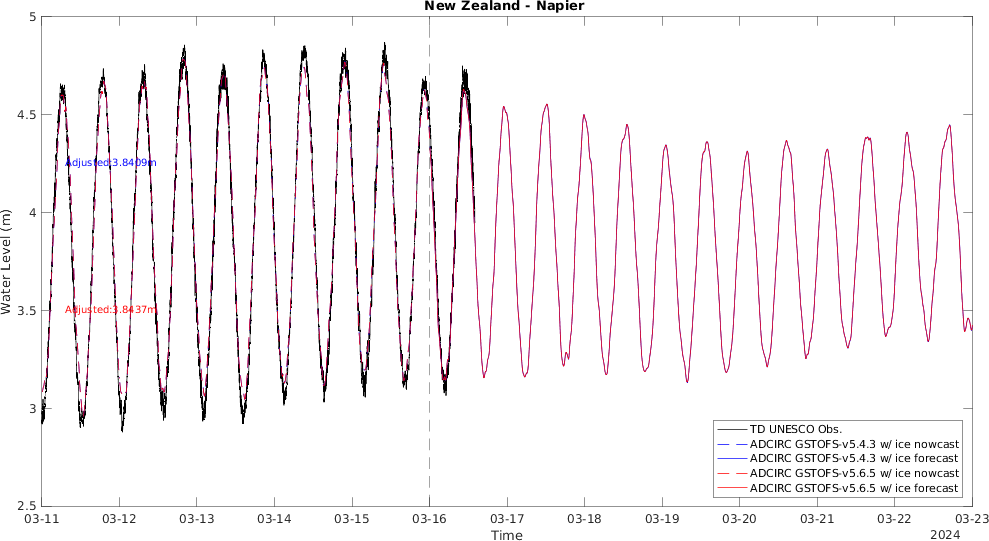 New Zealand - Napier
5
4.5
4
3.5
3
2.5
Water Level (m)
Adjusted:3.8409m
Adjusted:3.8437m
TD UNESCO Obs.
ADCIRC GSTOFS-v5.4.3 w/ ice nowcast
ADCIRC GSTOFS-v5.4.3 w/ ice forecast
ADCIRC GSTOFS-v5.6.5 w/ ice nowcast
ADCIRC GSTOFS-v5.6.5 w/ ice forecast
03-11 03-12 03-13 03-14 03-15 03-16 03-17 03-18 03-19 03-20 03-21 03-22 03-23
Time
2024